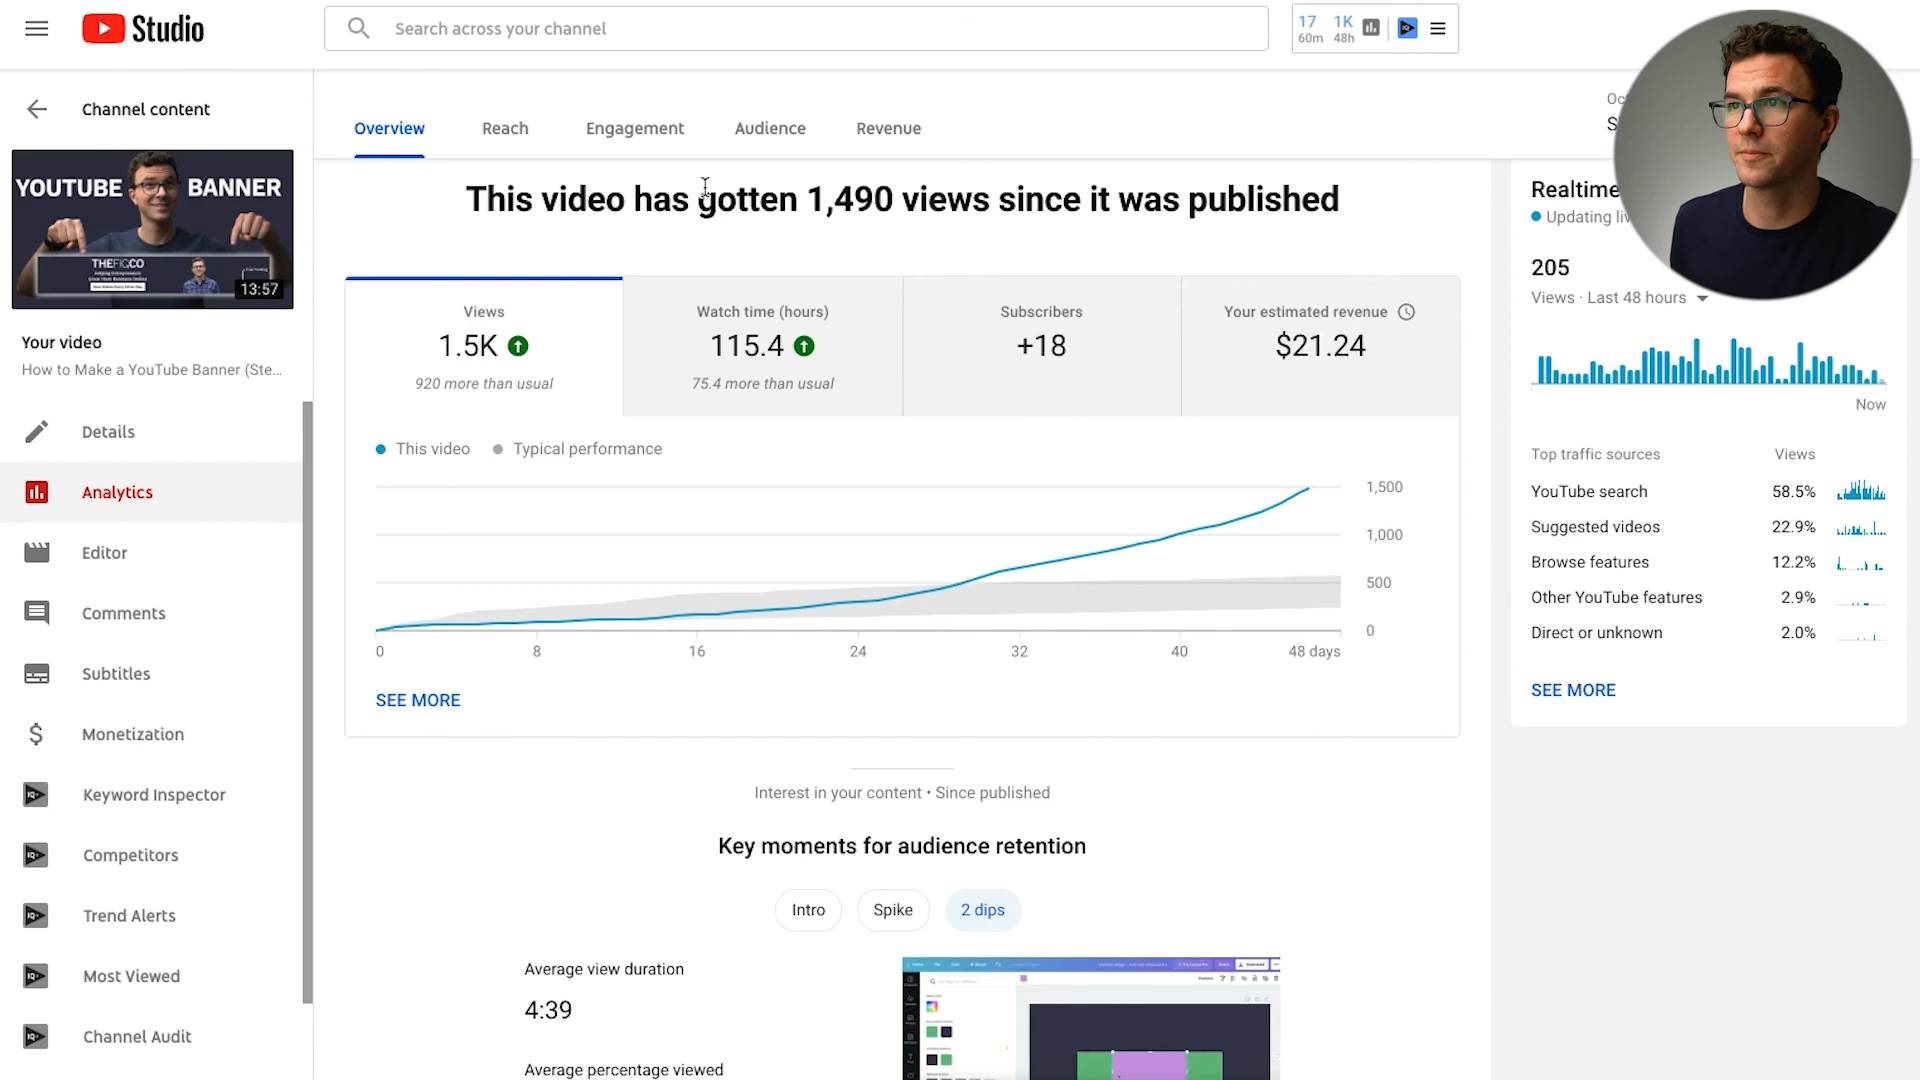 Studio
Search across your channel
17 1K
60m 48h
Channel content
YOUTUBE BANNER
THEFIGCO
13:57
Your video
How to Make a YouTube Banner (Ste...
Details
Analytics
Editor
Comments
Subtitles
Monetization
Keyword Inspector
Competitors
Trend Alerts
Most Viewed
Channel Audit
Overview Reach Engagement Audience Revenue
This video has gotten 1,490 views since it was published
Views
1.5K
920 more than usual
Watch time (hours)
115.4
75.4 more than usual
Subscribers
+18
Your estimated revenue
$21.24
This video Typical performance
1,500
1,000
500
0
0 8 16 24 32 40 48 days
SEE MORE
Interest in your content • Since published
Key moments for audience retention
Intro Spike 2 dips
Average view duration
4:39
Average percentage viewed
Realtime
Updating li
205
Views · Last 48 hours
Now
Top traffic sources Views
YouTube search 58.5%
Suggested videos 22.9%
Browse features 12.2%
Other YouTube features 2.9%
Direct or unknown 2.0%
SEE MORE